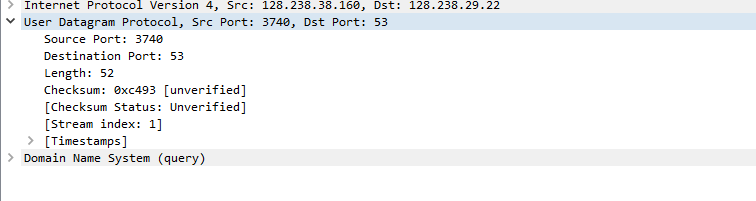 Internet Protocol Version 4, Src: 128.238.38.160, Dst: 128.238.29.22
User Datagram Protocol, Src Port: 3740, Dst Port: 53
Source Port: 3740
Destination Port: 53
Length: 52
Checksum: 0xc493 [unverified]
[Checksum Status: Unverified]
[Stream index: 1]
[Timestamps]
Domain Name System (query)